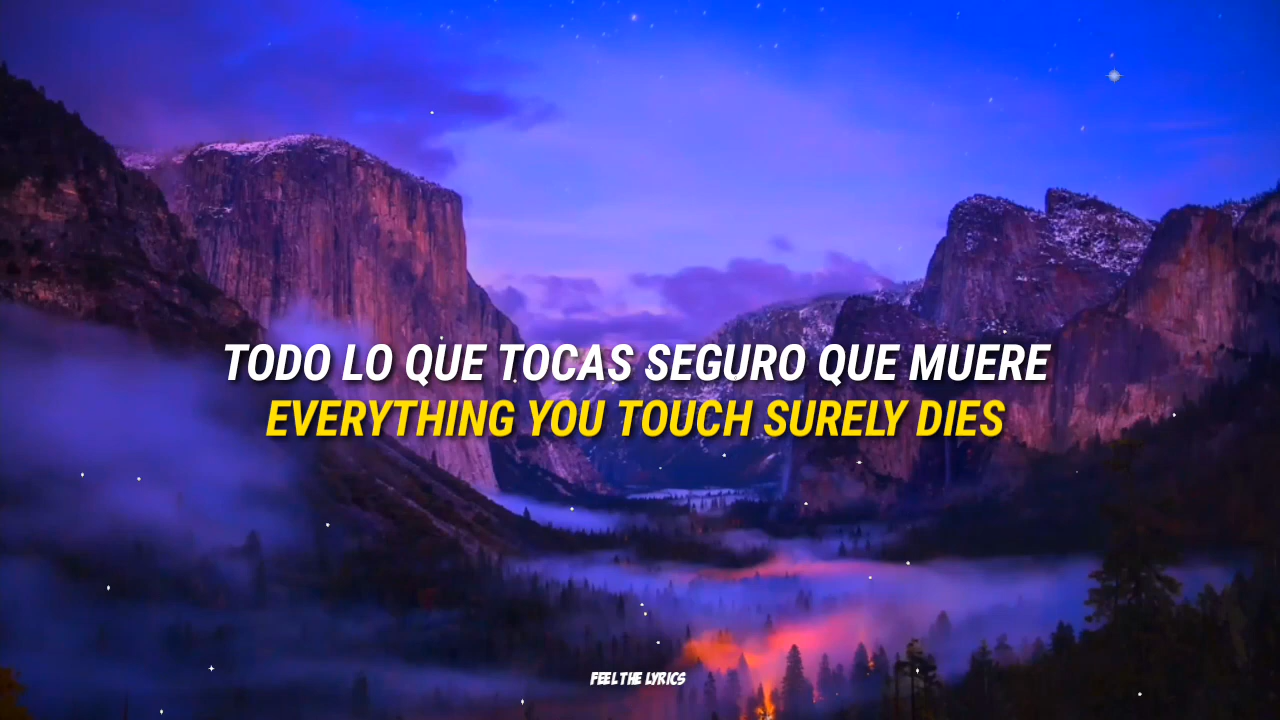 TODO LO QUE TOCAS SEGURO QUE MUERE
EVERYTHING YOU TOUCH SURELY DIES
FEEL THE LYRICS